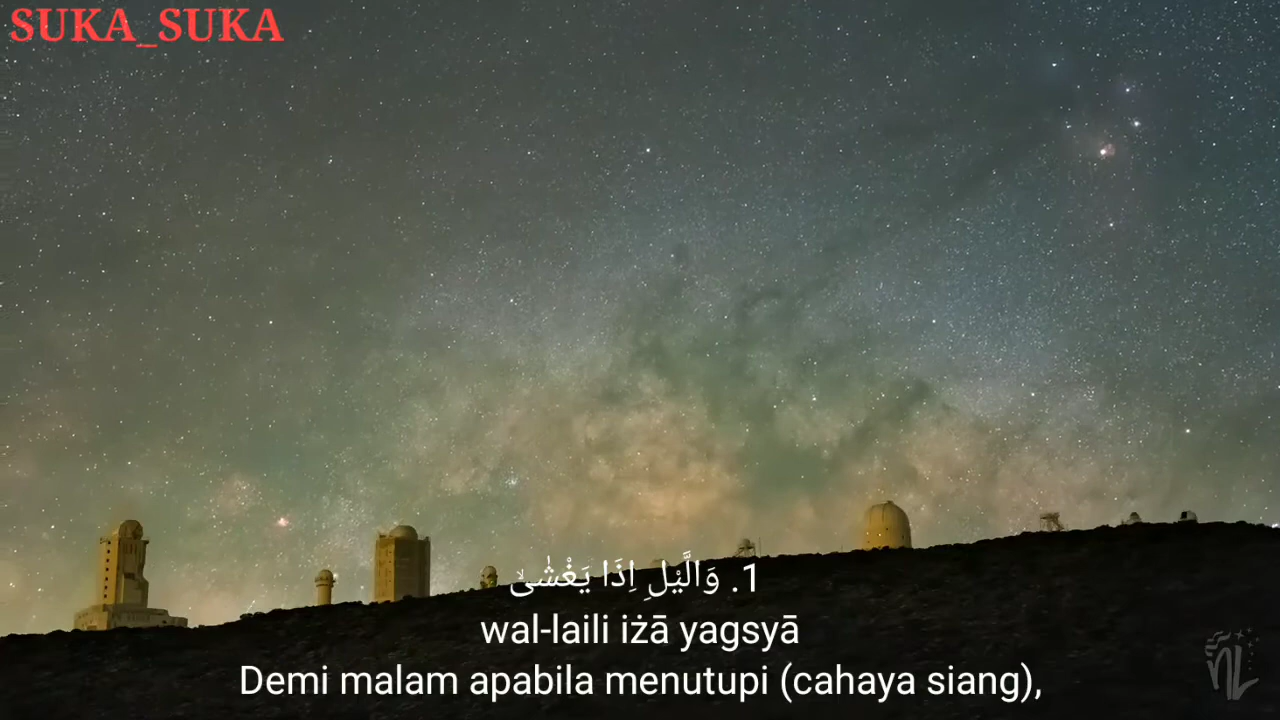 SUKA_SUKA
1. وَالَّيْلِ اِذَا يَغْشٰىۙ
wal-laili iżā yagsyā
Demi malam apabila menutupi (cahaya siang),